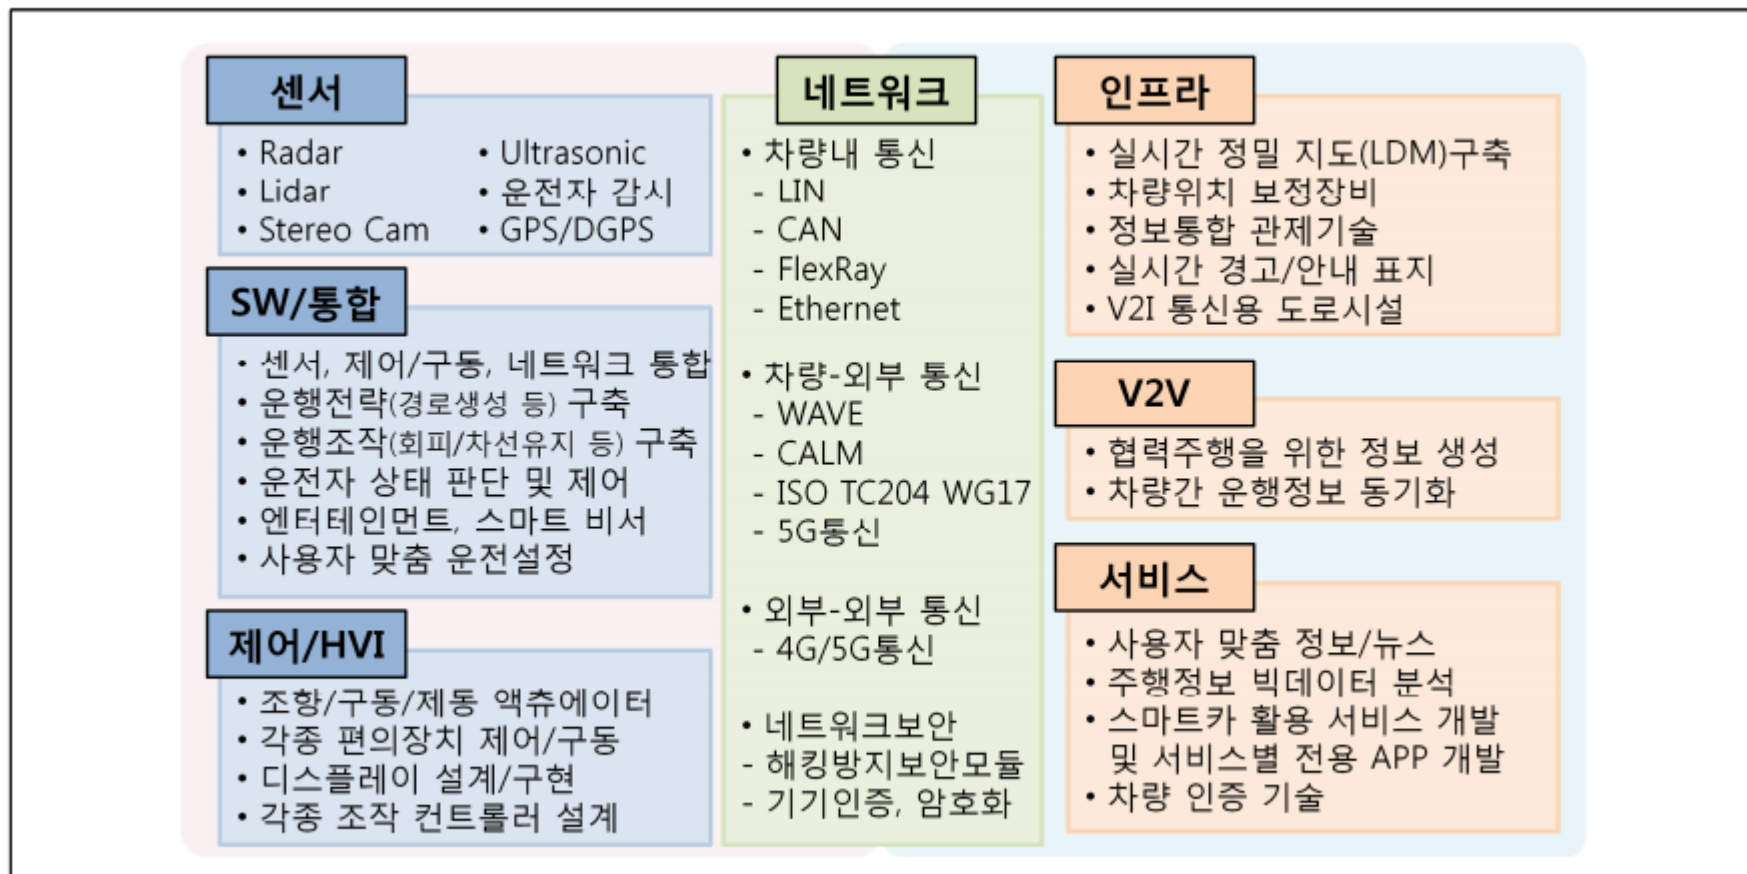 센서
• Radar
• Lidar
• Stereo Cam
• Ultrasonic
• 운전자 감시
• GPS/DGPS
SW/통합
• 센서, 제어/구동, 네트워크 통합
• 운행전략(경로생성 등) 구축
• 운행조작(회피/차선유지 등) 구축
• 운전자 상태 판단 및 제어
• 엔터테인먼트, 스마트 비서
• 사용자 맞춤 운전설정
제어/HVI
• 조향/구동/제동 액츄에이터
• 각종 편의장치 제어/구동
• 디스플레이 설계/구현
• 각종 조작 컨트롤러 설계
네트워크
• 차량내 통신
- LIN
- CAN
- FlexRay
- Ethernet
• 차량-외부 통신
- WAVE
- CALM
- ISO TC204 WG17
- 5G통신
• 외부-외부 통신
- 4G/5G통신
• 네트워크보안
- 해킹방지보안모듈
- 기기인증, 암호화
인프라
• 실시간 정밀 지도(LDM)구축
• 차량위치 보정장비
• 정보통합 관제기술
• 실시간 경고/안내 표지
• V2I 통신용 도로시설
V2V
• 협력주행을 위한 정보 생성
• 차량간 운행정보 동기화
서비스
• 사용자 맞춤 정보/뉴스
• 주행정보 빅데이터 분석
• 스마트카 활용 서비스 개발
및 서비스별 전용 APP 개발
• 차량 인증 기술